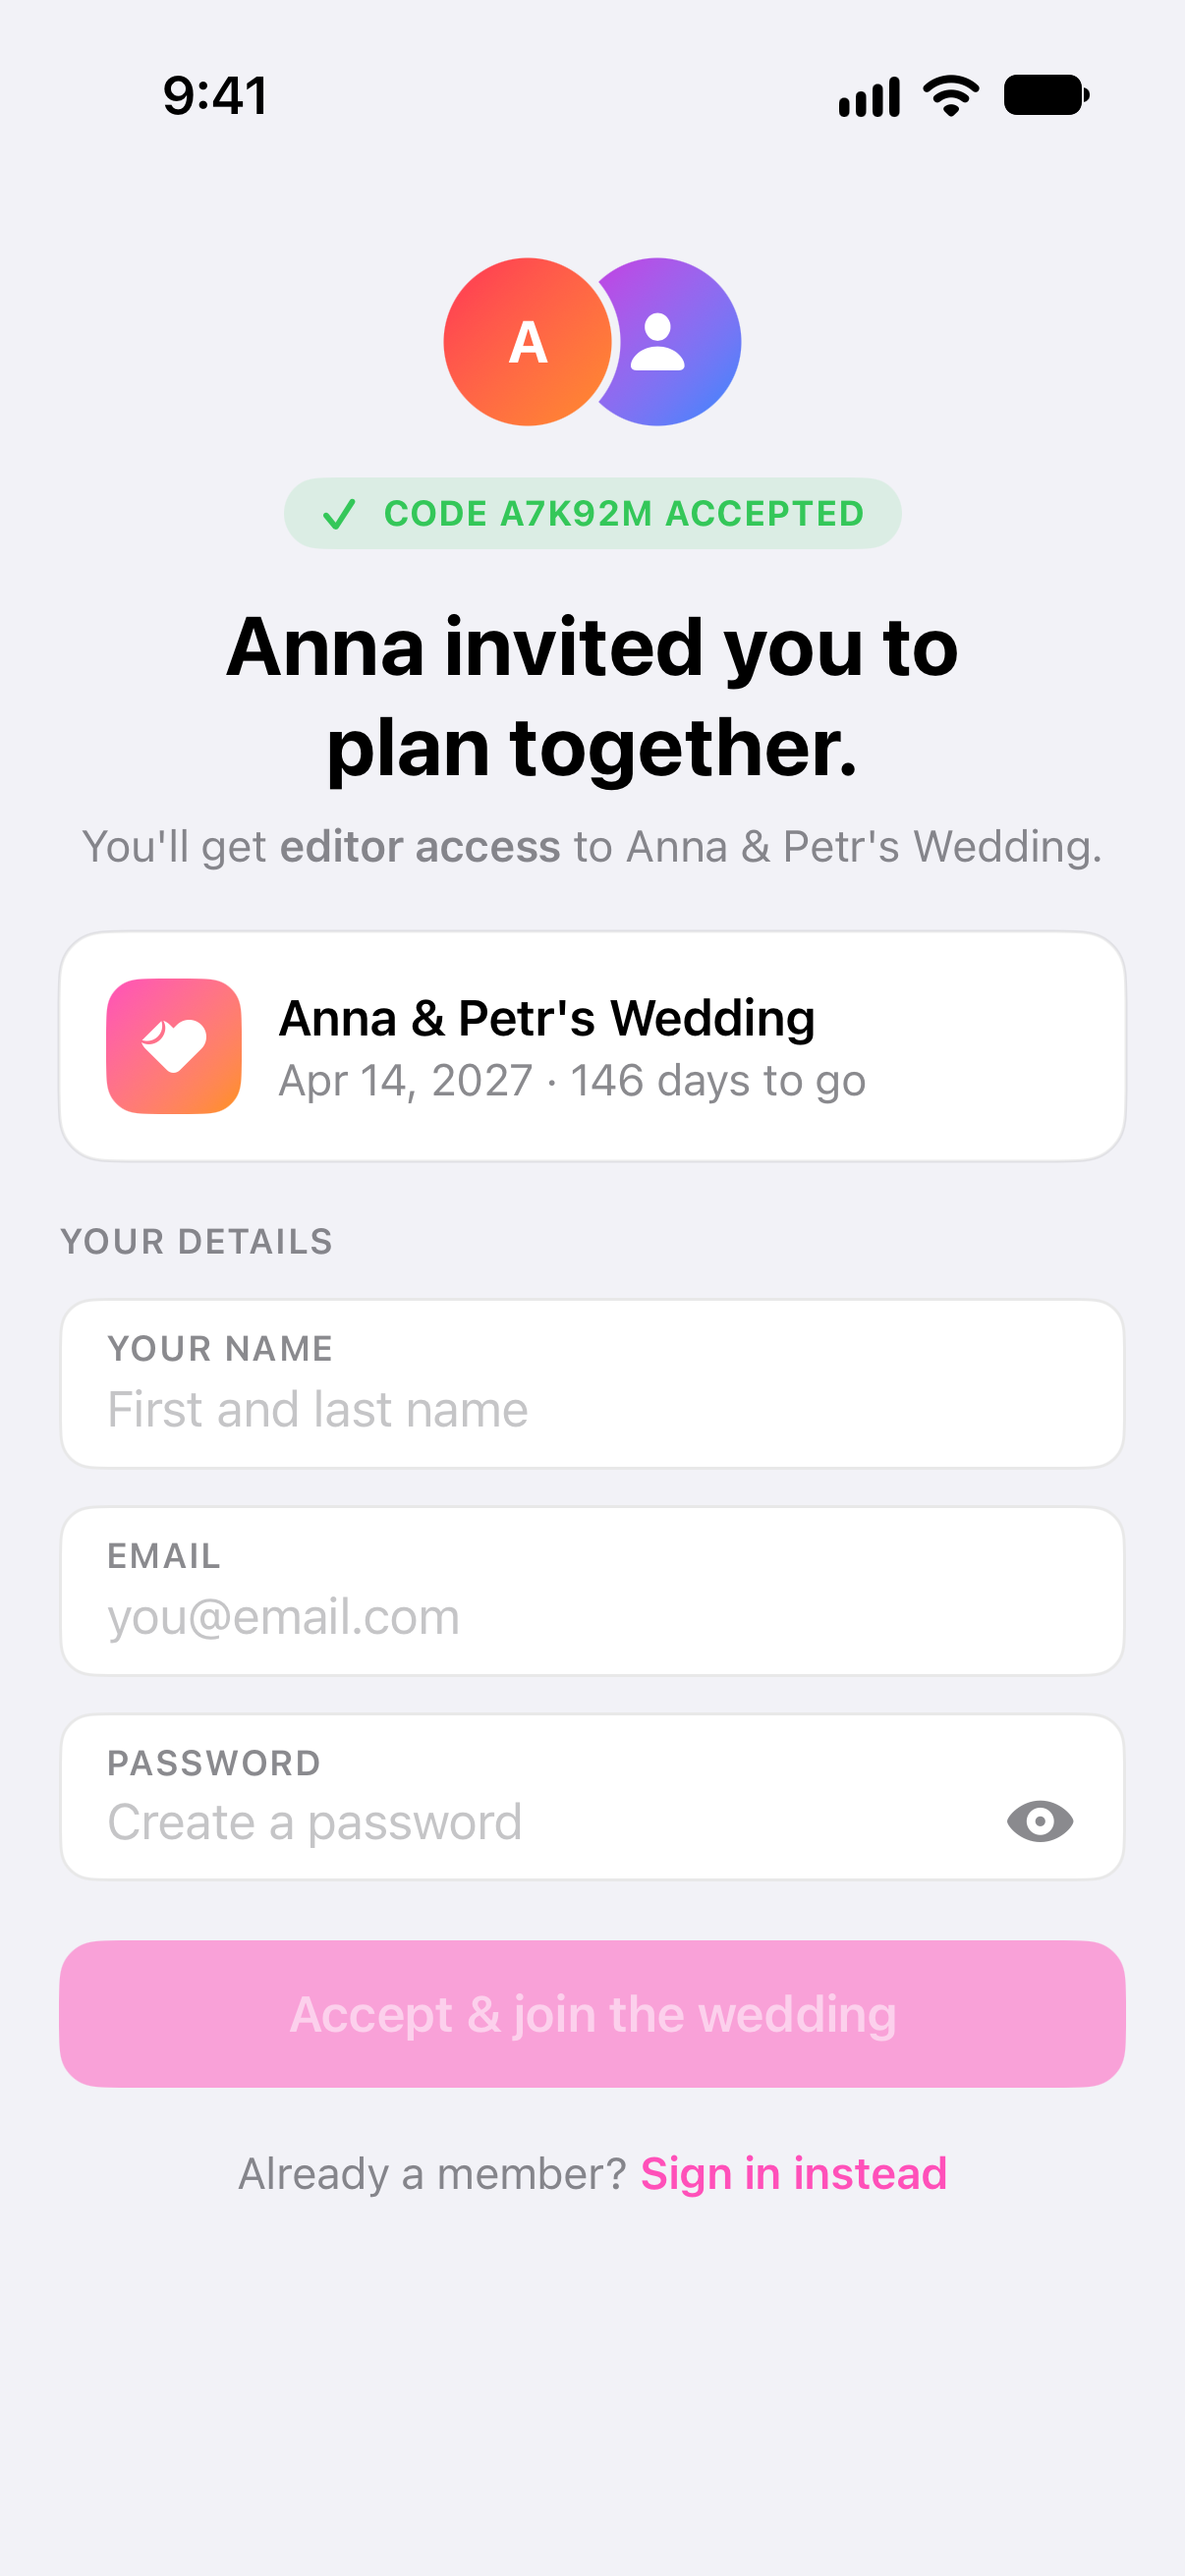 9:41
A
CODE A7K92M ACCEPTED
Anna invited you to
plan together.
You'll get editor access to Anna & Petr's Wedding.
Anna & Petr's Wedding
Apr 14, 2027 · 146 days to go
YOUR DETAILS
YOUR NAME
First and last name
EMAIL
you@email.com
PASSWORD
Create a password
Accept & join the wedding
Already a member? Sign in instead